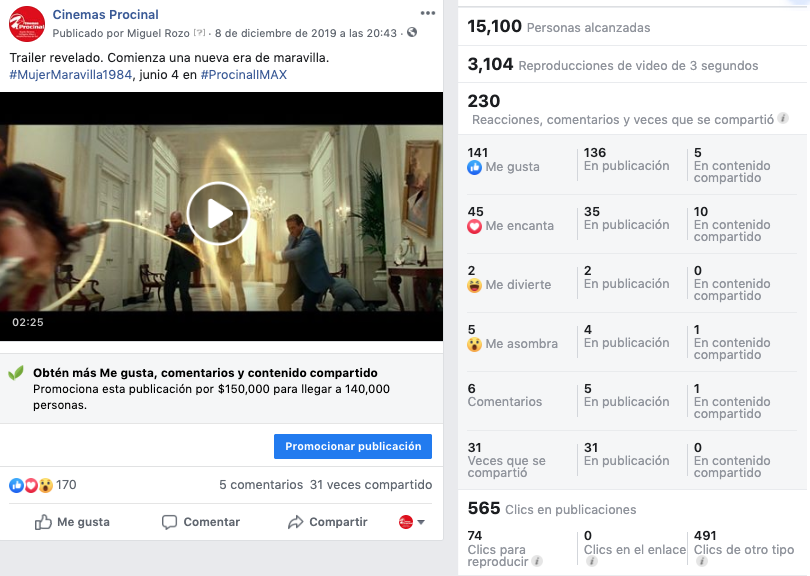 Cinemas Procinal
Publicado por Miguel Rozo [?] · 8 de diciembre de 2019 a las 20:43 ·
Trailer revelado. Comienza una nueva era de maravilla.
#MujerMaravilla1984, junio 4 en #ProcinalIMAX
02:25
Obtén más Me gusta, comentarios y contenido compartido
Promociona esta publicación por $150,000 para llegar a 140,000
personas.
Promocionar publicación
170
5 comentarios 31 veces compartido
Me gusta Comentar Compartir
15,100 Personas alcanzadas
3,104 Reproducciones de video de 3 segundos
230
Reacciones, comentarios y veces que se compartió
141 136 5
Me gusta En publicación En contenido
compartido
45 35 10
Me encanta En publicación En contenido
compartido
2 2 0
Me divierte En publicación En contenido
compartido
5 4 1
Me asombra En publicación En contenido
compartido
6 5 1
Comentarios En publicación En contenido
compartido
31 31 0
Veces que se En publicación En contenido
compartió compartido
565 Clics en publicaciones
74 0 491
Clics para Clics en el enlace Clics de otro tipo
reproducir